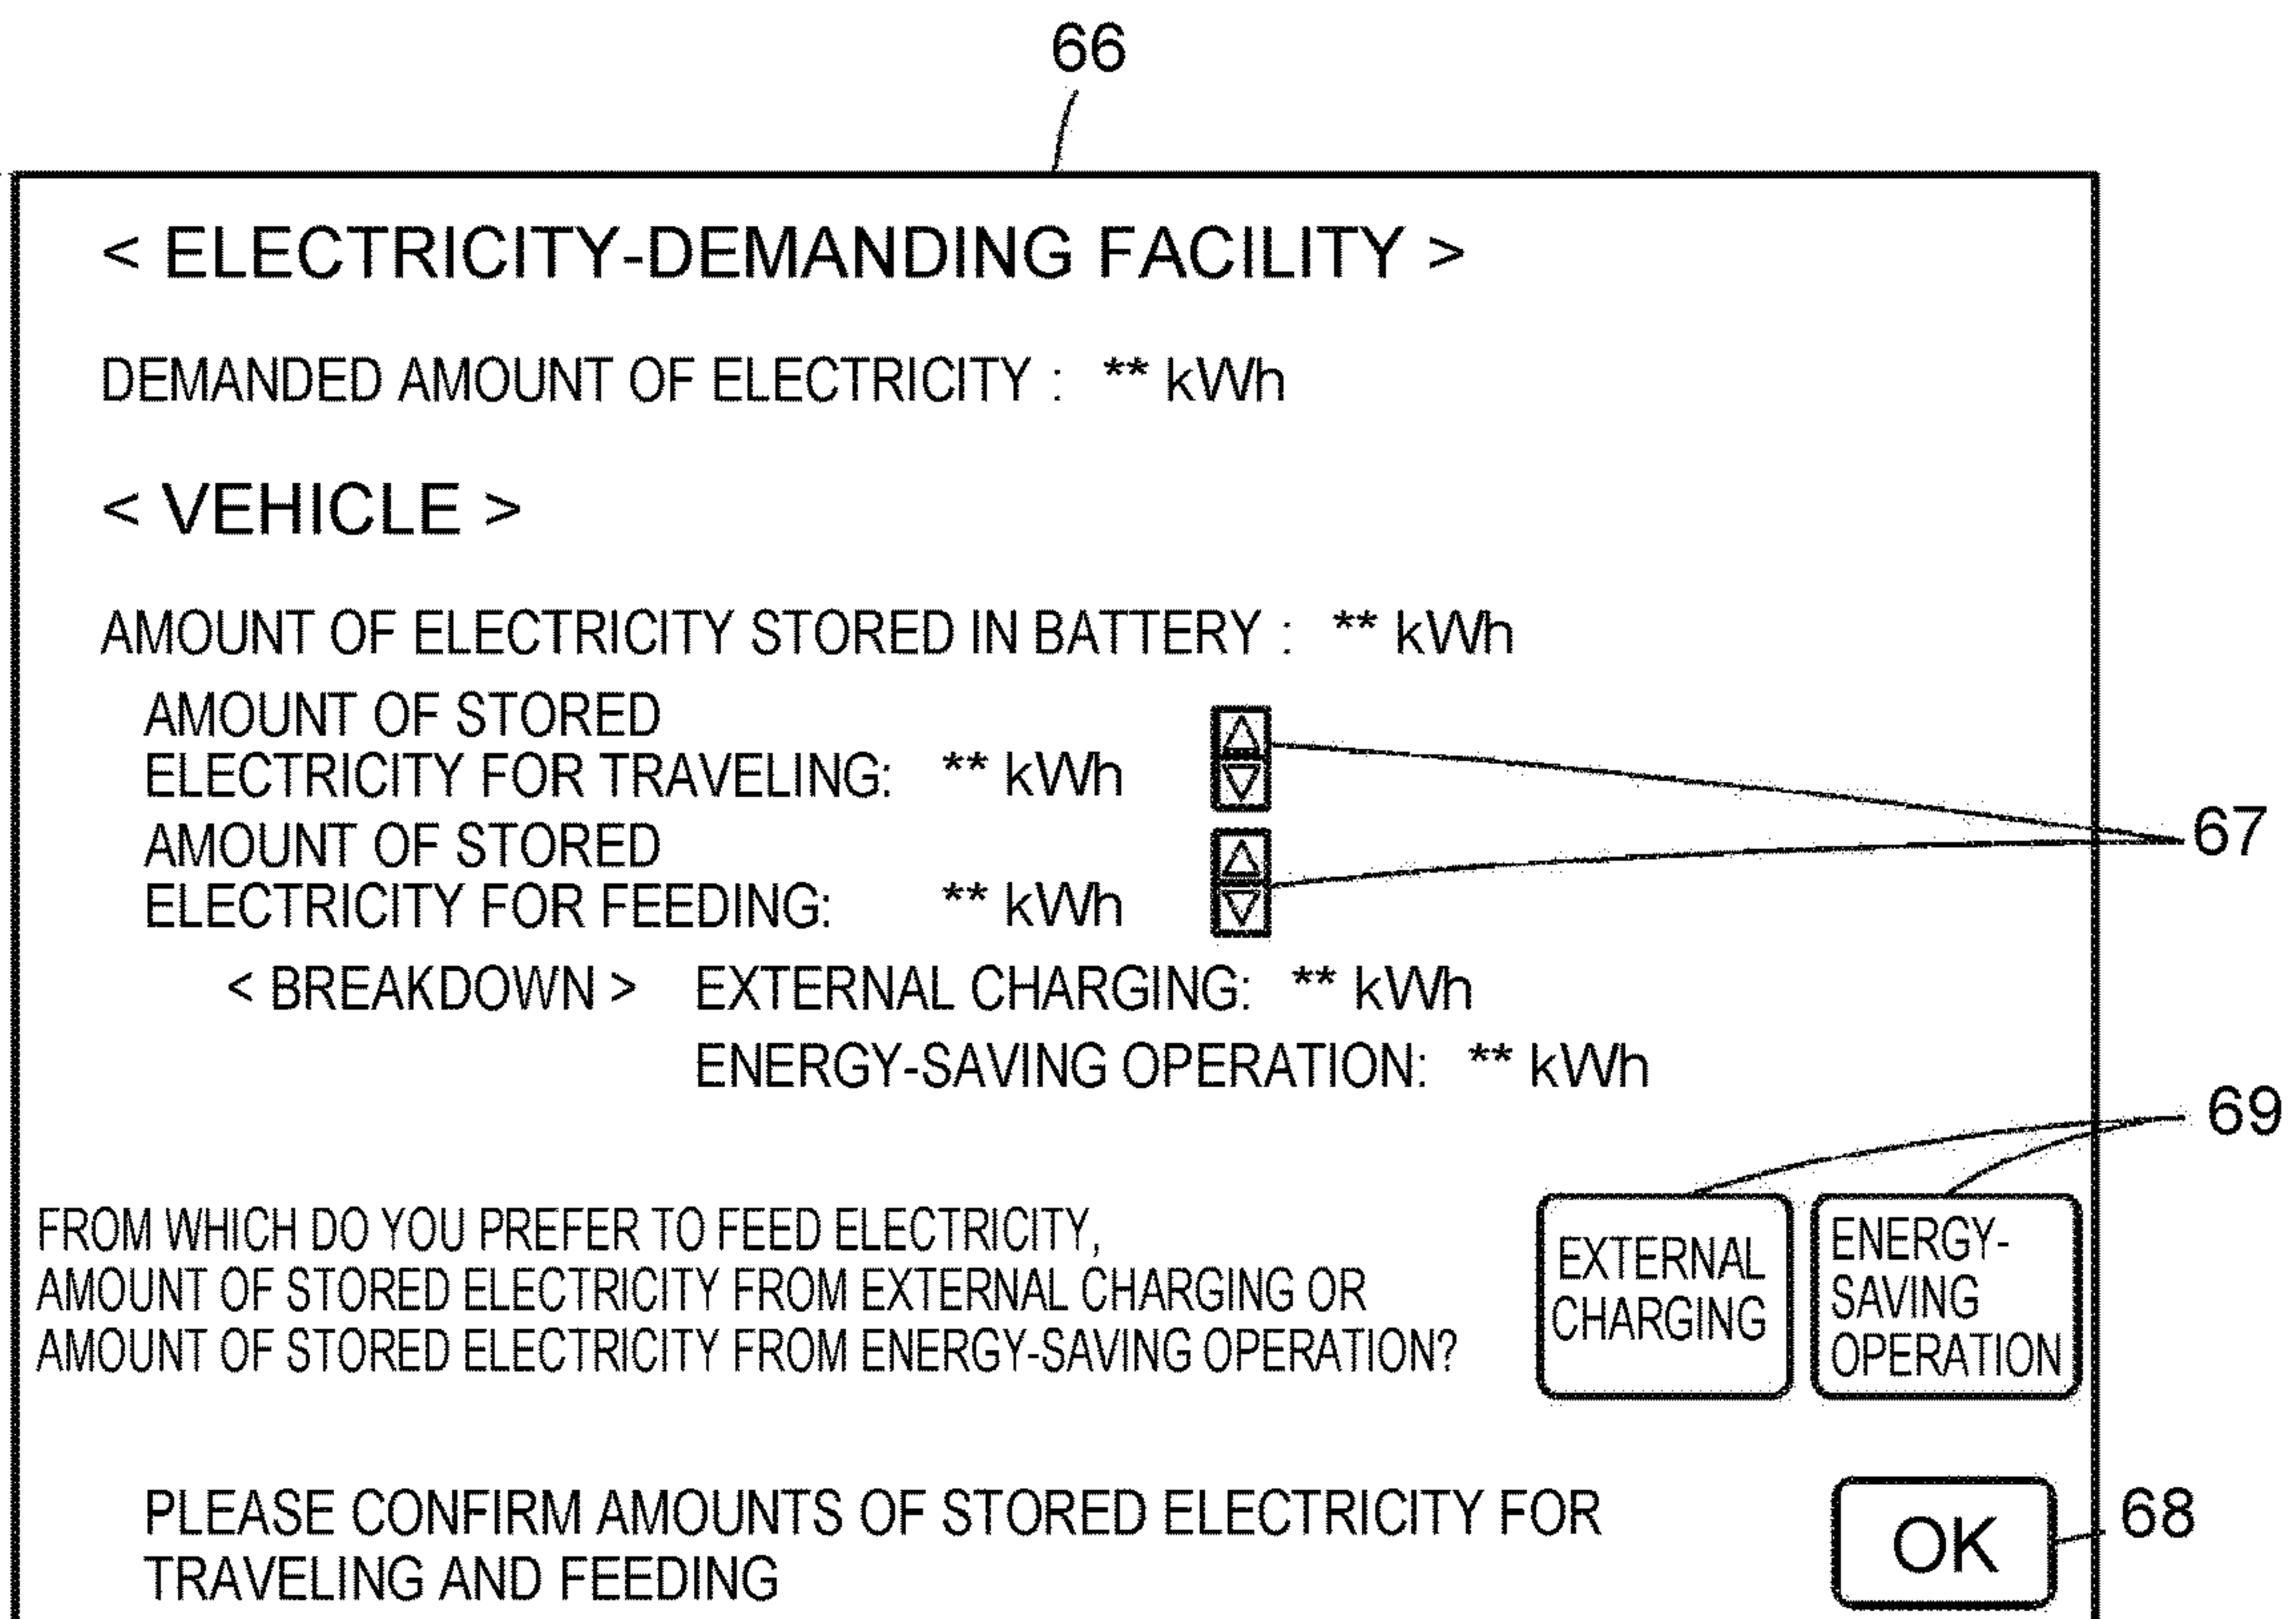 66
< ELECTRICITY-DEMANDING FACILITY >
DEMANDED AMOUNT OF ELECTRICITY : ** kWh
< VEHICLE >
AMOUNT OF ELECTRICITY STORED IN BATTERY : ** kWh
AMOUNT OF STORED
ELECTRICITY FOR TRAVELING: ** kWh
67
AMOUNT OF STORED
ELECTRICITY FOR FEEDING: ** kWh
< BREAKDOWN > EXTERNAL CHARGING: ** kWh
ENERGY-SAVING OPERATION: ** kWh
69
FROM WHICH DO YOU PREFER TO FEED ELECTRICITY,
AMOUNT OF STORED ELECTRICITY FROM EXTERNAL CHARGING OR
AMOUNT OF STORED ELECTRICITY FROM ENERGY-SAVING OPERATION?
EXTERNAL
CHARGING
ENERGY-
SAVING
OPERATION
PLEASE CONFIRM AMOUNTS OF STORED ELECTRICITY FOR
TRAVELING AND FEEDING
OK
68